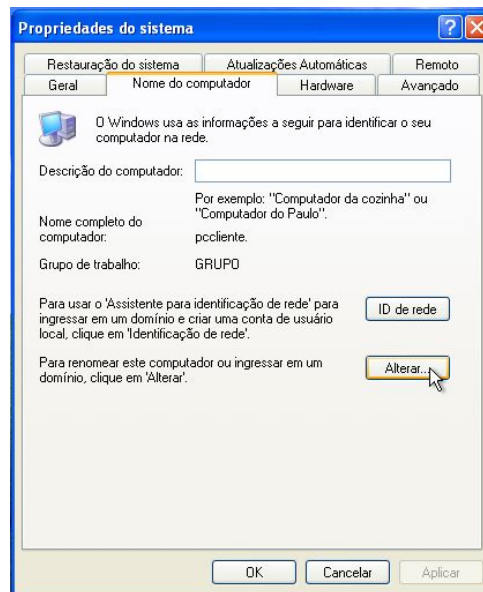 Propriedades do sistema
Restauração do sistema
Atualizações Automáticas
Remoto
Geral
Nome do computador
Hardware
Avançado
O Windows usa as informações a seguir para identificar o seu
computador na rede.
Descrição do computador:
Por exemplo: "Computador da cozinha" ou
"Computador do Paulo".
Nome completo do
computador:
pccliente.
Grupo de trabalho:
GRUPO
Para usar o 'Assistente para identificação de rede' para
ingressar em um domínio e criar uma conta de usuário
local, clique em 'Identificação de rede'.
ID de rede
Para renomear este computador ou ingressar em um
domínio, clique em 'Alterar'.
Alterar...
OK
Cancelar
Aplicar